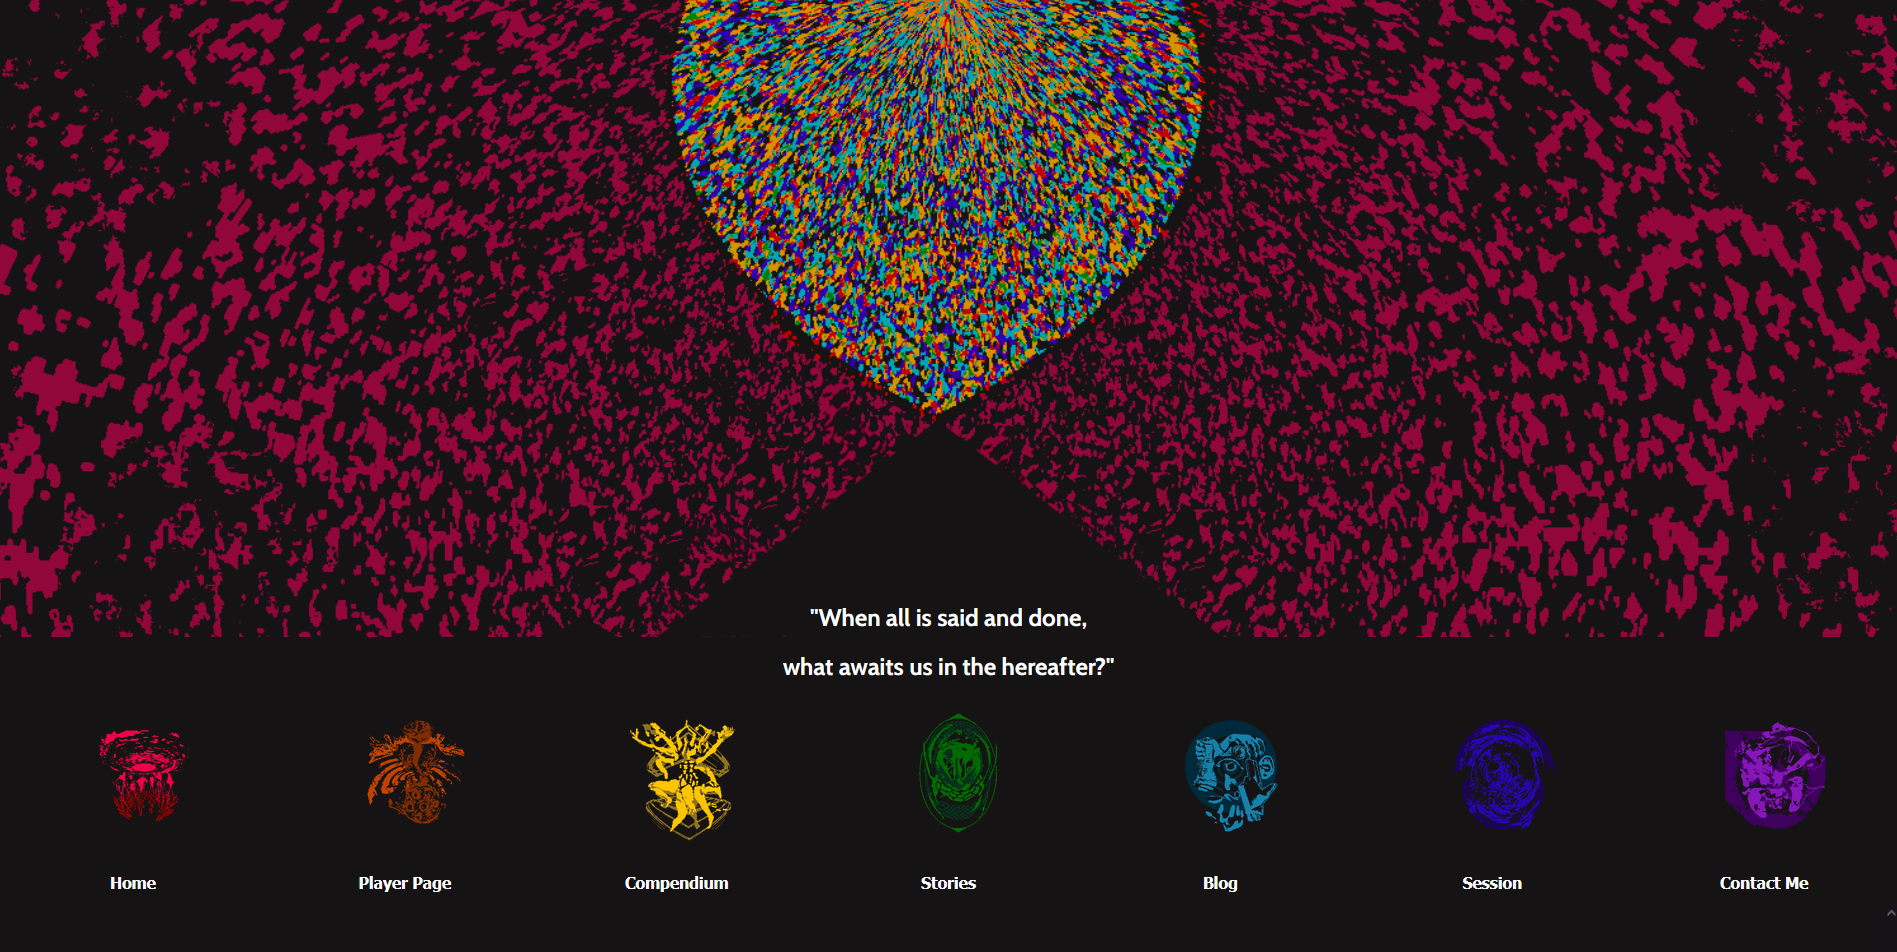 "When all is said and done,
what awaits us in the hereafter?"
Home
Player Page
Compendium
Stories
Blog
Session
Contact Me